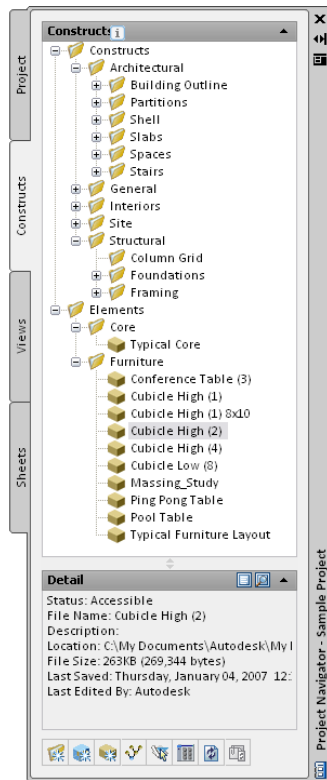 Project
Constructs
Views
Sheets
Constructs
Constructs
Architectural
Building Outline
Partitions
Shell
Slabs
Spaces
Stairs
General
Interiors
Site
Structural
Column Grid
Foundations
Framing
Elements
Core
Typical Core
Furniture
Conference Table (3)
Cubicle High (1)
Cubicle High (1) 8x10
Cubicle High (2)
Cubicle High (4)
Cubicle Low (8)
Massing_Study
Ping Pong Table
Pool Table
Typical Furniture Layout
Detail
Status: Accessible
File Name: Cubicle High (2)
Description:
Location: C:\My Documents\Autodesk\My
File Size: 263KB (269,344 bytes)
Last Saved: Thursday, January 04, 2007 12:
Last Edited By: Autodesk
Project Navigator - Sample Project